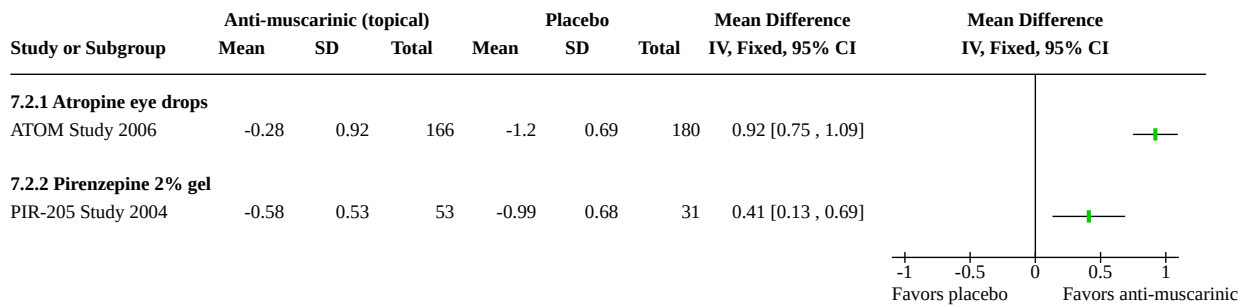 Anti-muscarinic (topical) Placebo Mean Difference Mean Difference
Study or Subgroup Mean SD Total Mean SD Total IV, Fixed, 95% CI IV, Fixed, 95% CI
7.2.1 Atropine eye drops
ATOM Study 2006 -0.28 0.92 166 -1.2 0.69 180 0.92 [0.75 , 1.09]
7.2.2 Pirenzepine 2% gel
PIR-205 Study 2004 -0.58 0.53 53 -0.99 0.68 31 0.41 [0.13 , 0.69]
-1 -0.5 0 0.5 1
Favors placebo Favors anti-muscarinic